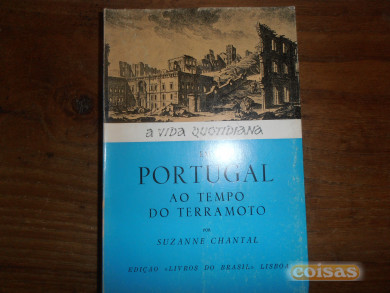 A VIDA QUOTIDIANA
PORTUGAL
AO TEMPO
DO TERRAMOTO
POR
SUZANNE CHANTAL
EDIÇÃO «LIVROS DO BRASIL» LISBOA
coisas